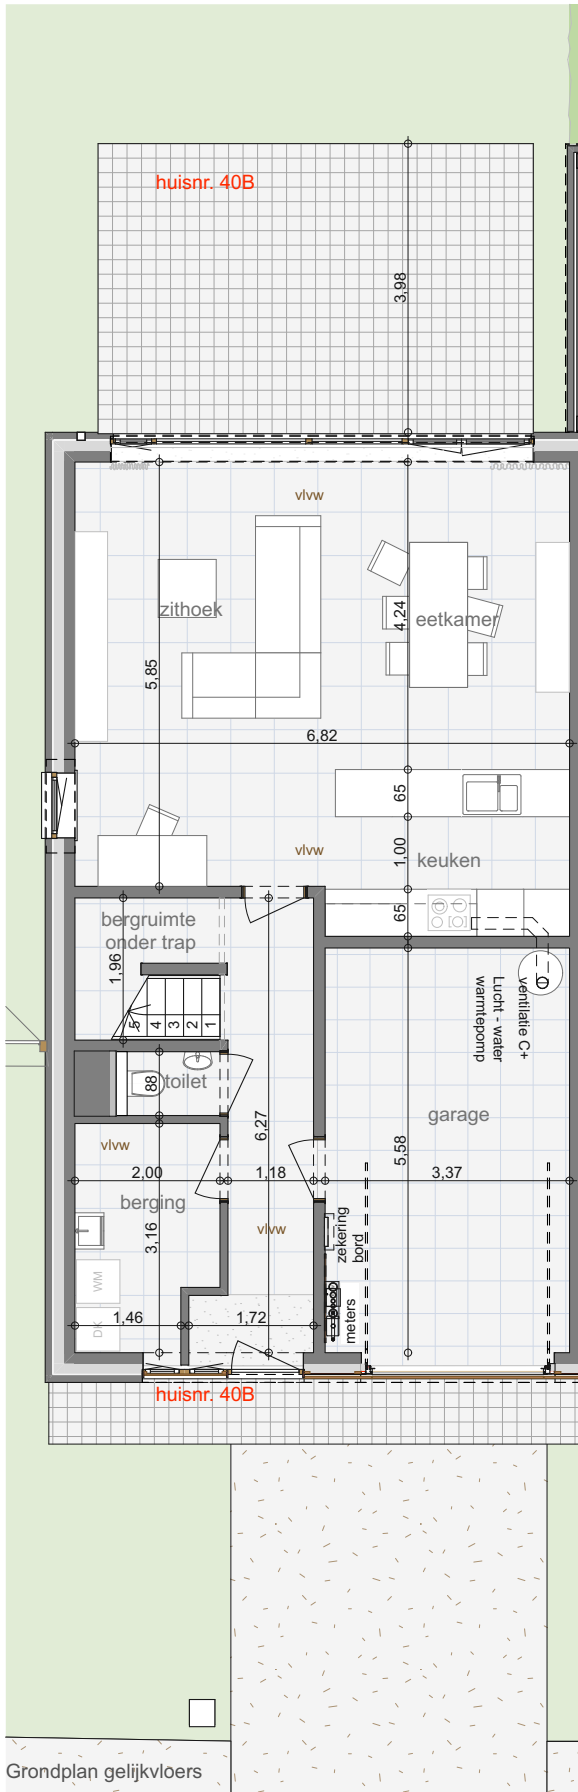 huisnr. 40B
3,98
vlvw
zithoek
4,24
eetkamer
5,85
6,82
65
1,00
vlvw
keuken
65
bergruimte
onder trap
1,96
5
4
3
2
1
ventilatie C+
Lucht - water
warmtepomp
88
toilet
6,27
garage
5,58
vlvw
2,00
1,18
3,37
berging
3,16
vlvw
zekering
bord
WM
DK
1,46
1,72
meters
huisnr. 40B
Grondplan gelijkvloers